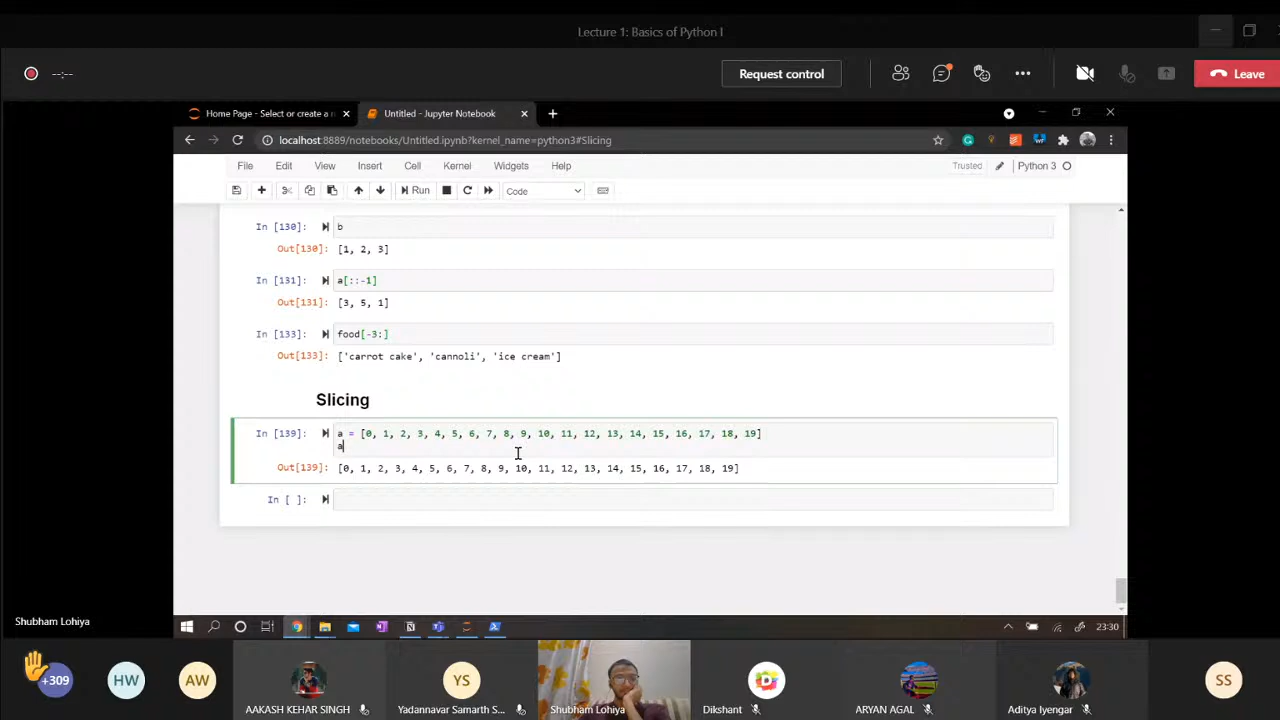 Lecture 1: Basics of Python I
--:--
Request control
Leave
Home Page - Select or create a n
Untitled - Jupyter Notebook
localhost:8889/notebooks/Untitled.ipynb?kernel_name=python3#Slicing
File Edit View Insert Cell Kernel Widgets Help
Trusted
Python 3
Run
Code
In [130]: b
Out[130]: [1, 2, 3]
In [131]: a[::-1]
Out[131]: [3, 5, 1]
In [133]: food[-3:]
Out[133]: ['carrot cake', 'cannoli', 'ice cream']
Slicing
In [139]: a = [0, 1, 2, 3, 4, 5, 6, 7, 8, 9, 10, 11, 12, 13, 14, 15, 16, 17, 18, 19]
a
Out[139]: [0, 1, 2, 3, 4, 5, 6, 7, 8, 9, 10, 11, 12, 13, 14, 15, 16, 17, 18, 19]
In [ ]:
Shubham Lohiya
23:30
+309
HW
AW
AAKASH KEHAR SINGH
YS
Yadannavar Samarth S...
Shubham Lohiya
Dikshant
ARYAN AGAL
Aditya Iyengar
SS